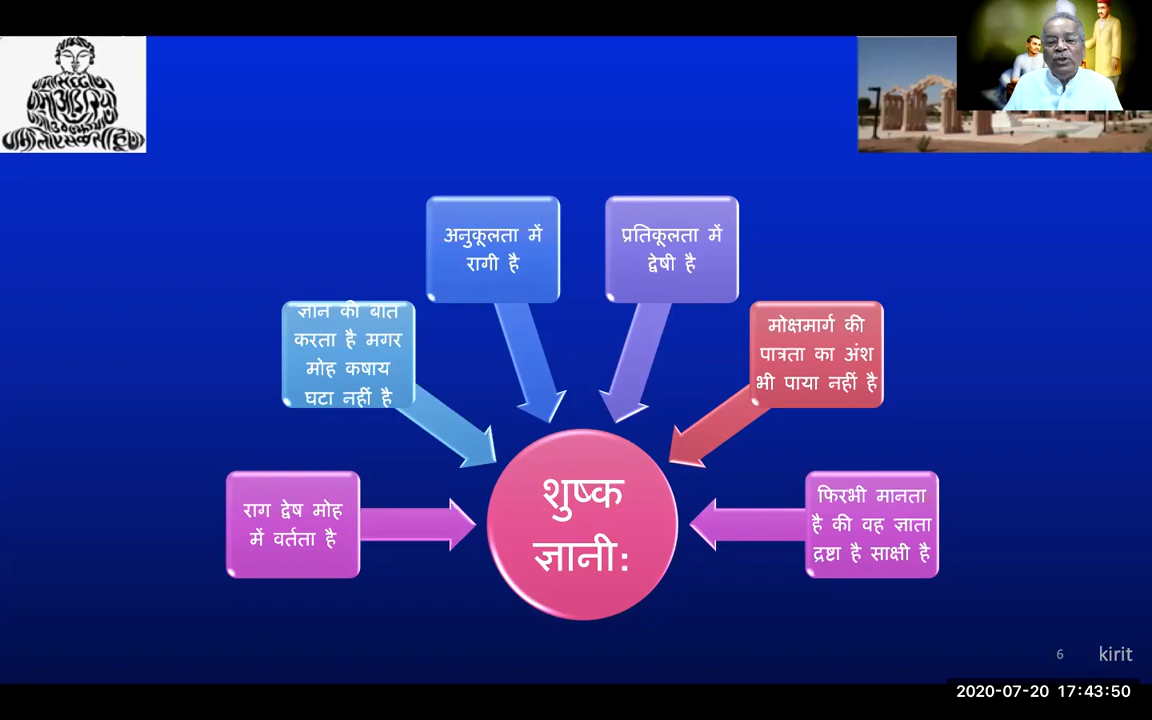 अनुकूलता में
रागी है
प्रतिकूलता में
द्वेषी है
ज्ञान की बात
करता है मगर
मोह कषाय
घटा नहीं है
मोक्षमार्ग की
पात्रता का अंश
भी पाया नहीं है
राग द्वेष मोह
में वर्तता है
शुष्क
ज्ञानी:
फिरभी मानता
है की वह ज्ञाता
द्रष्टा है साक्षी है
6
kirit
2020-07-20 17:43:50